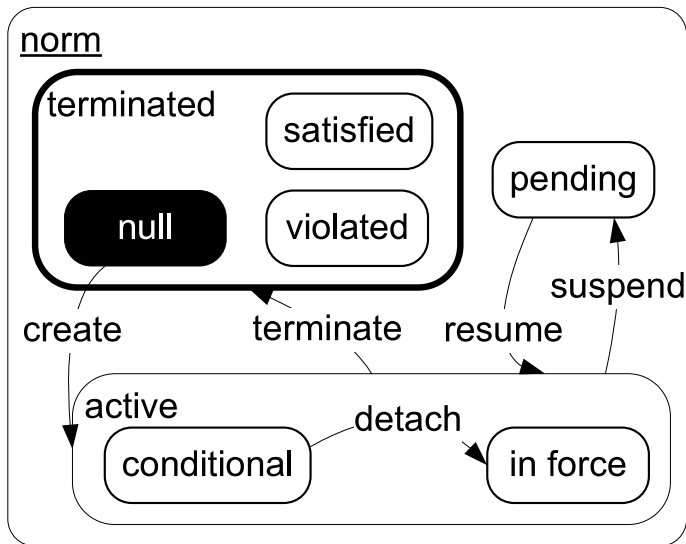 norm
terminated
satisfied
pending
null
violated
suspend
create
terminate
resume
active
detach
conditional
in force